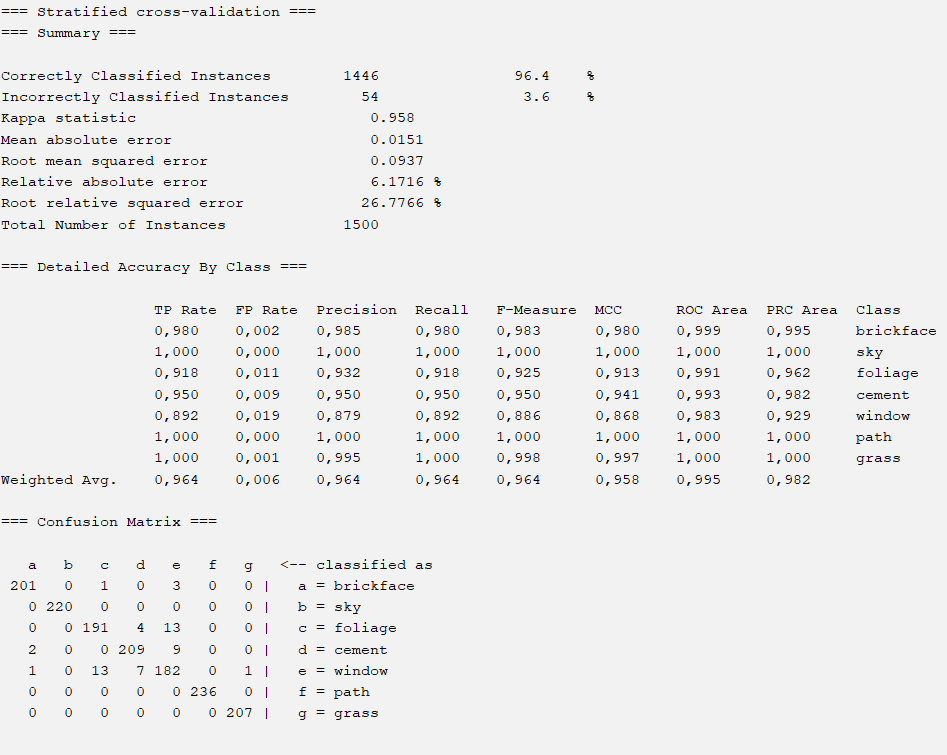 === Stratified cross-validation ===
=== Summary ===
Correctly Classified Instances 1446 96.4 %
Incorrectly Classified Instances 54 3.6 %
Kappa statistic 0.958
Mean absolute error 0.0151
Root mean squared error 0.0937
Relative absolute error 6.1716 %
Root relative squared error 26.7766 %
Total Number of Instances 1500
=== Detailed Accuracy By Class ===
TP Rate FP Rate Precision Recall F-Measure MCC ROC Area PRC Area Class
0,980 0,002 0,985 0,980 0,983 0,980 0,999 0,995 brickface
1,000 0,000 1,000 1,000 1,000 1,000 1,000 1,000 sky
0,918 0,011 0,932 0,918 0,925 0,913 0,991 0,962 foliage
0,950 0,009 0,950 0,950 0,950 0,941 0,993 0,982 cement
0,892 0,019 0,879 0,892 0,886 0,868 0,983 0,929 window
1,000 0,000 1,000 1,000 1,000 1,000 1,000 1,000 path
1,000 0,001 0,995 1,000 0,998 0,997 1,000 1,000 grass
Weighted Avg. 0,964 0,006 0,964 0,964 0,964 0,958 0,995 0,982
=== Confusion Matrix ===
a b c d e f g <-- classified as
201 0 1 0 3 0 0 | a = brickface
0 220 0 0 0 0 0 | b = sky
0 0 191 4 13 0 0 | c = foliage
2 0 0 209 9 0 0 | d = cement
1 0 13 7 182 0 1 | e = window
0 0 0 0 0 236 0 | f = path
0 0 0 0 0 0 207 | g = grass